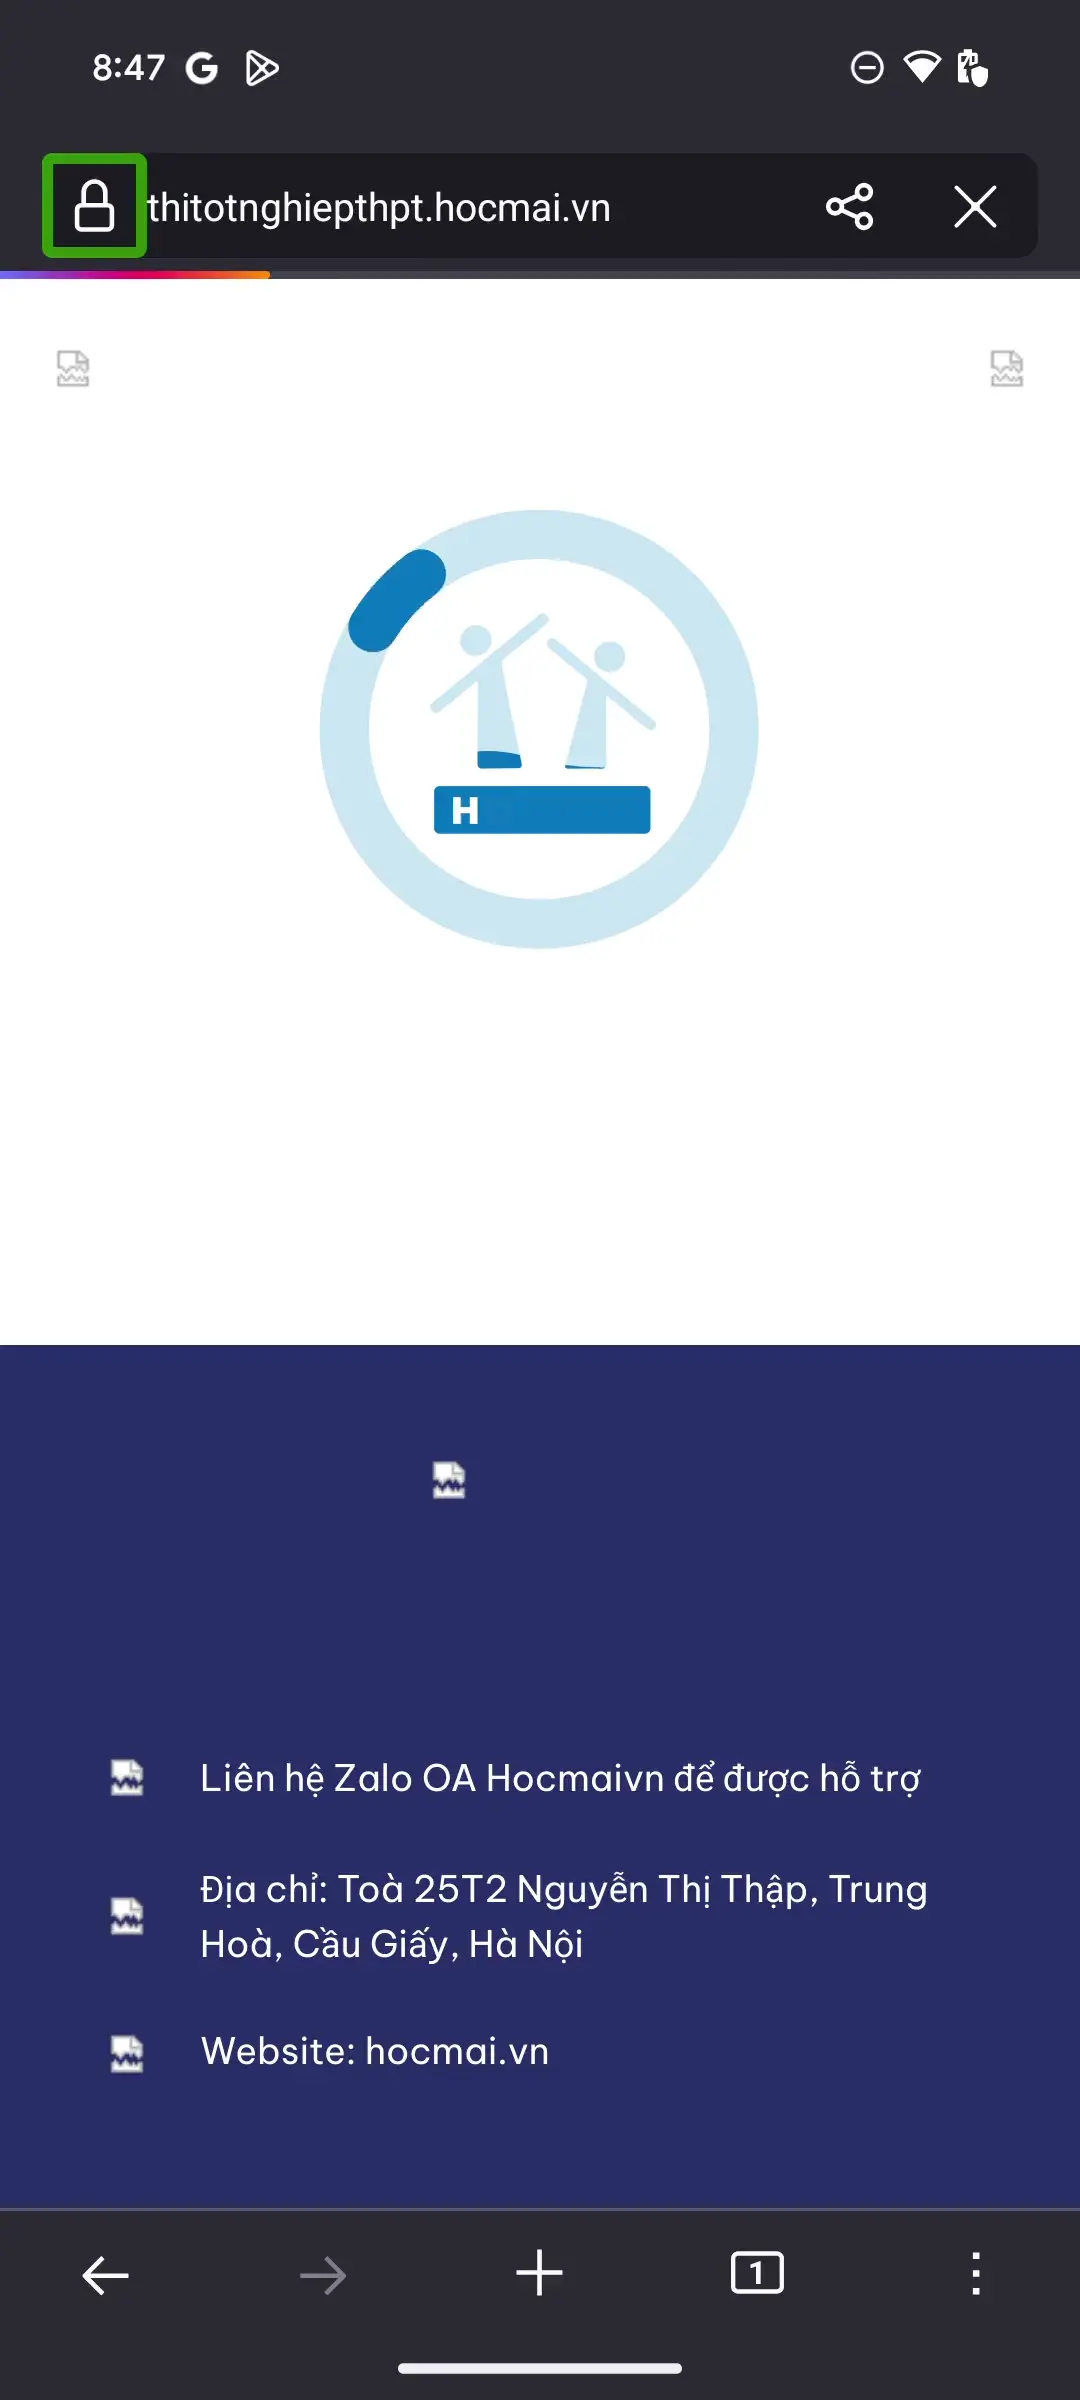 8:47
thitotnghiepthpt.hocmai.vn
H
Liên hệ Zalo OA Hocmaivn để được hỗ trợ
Địa chỉ: Toà 25T2 Nguyễn Thị Thập, Trung
Hoà, Cầu Giấy, Hà Nội
Website: hocmai.vn
1